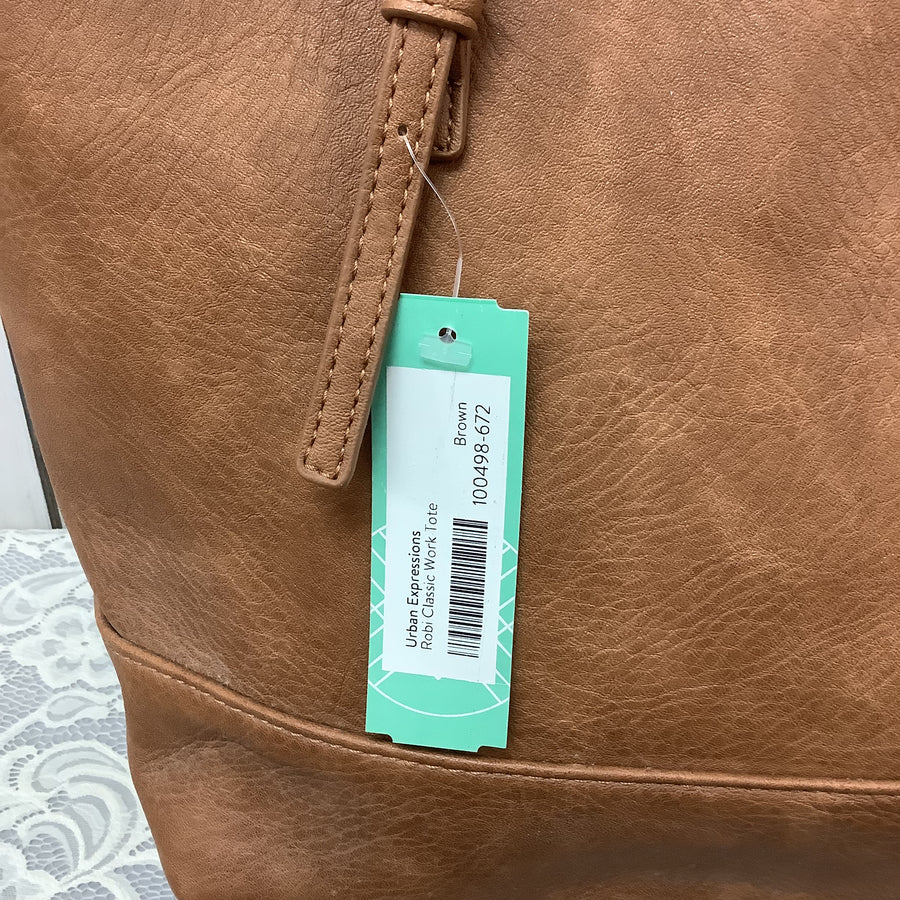 Urban Expressions
Robi Classic Work Tote
Brown
100498-672